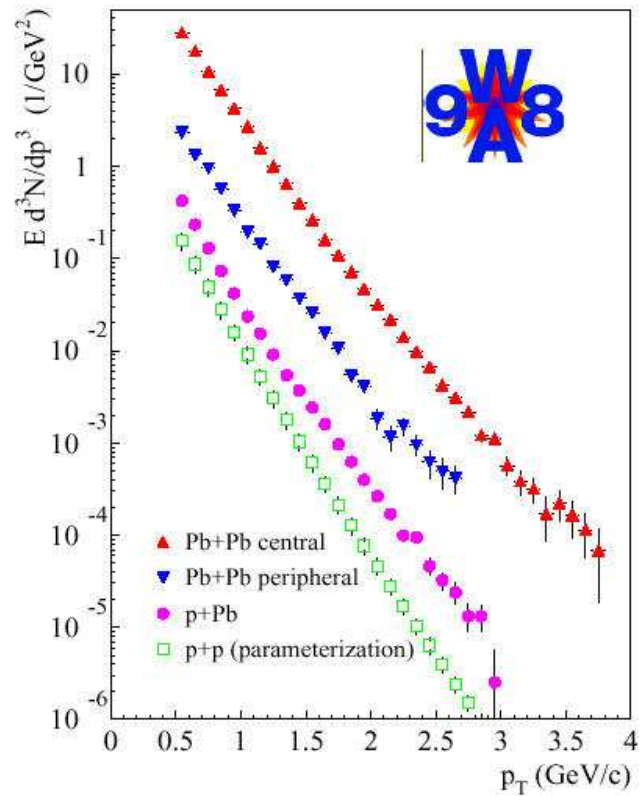 E d³N/dp³ (1/GeV²)
10
1
10⁻¹
10⁻²
10⁻³
10⁻⁴
10⁻⁵
10⁻⁶
W
9 8
A
Pb+Pb central
Pb+Pb peripheral
p+Pb
p+p (parameterization)
0 0.5 1 1.5 2 2.5 3 3.5 4
p_T (GeV/c)